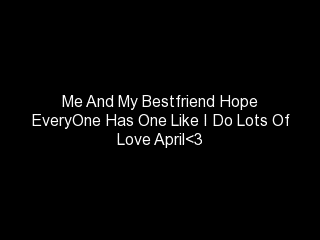 Me And My Bestfriend Hope
EveryOne Has One Like I Do Lots Of
Love April<3